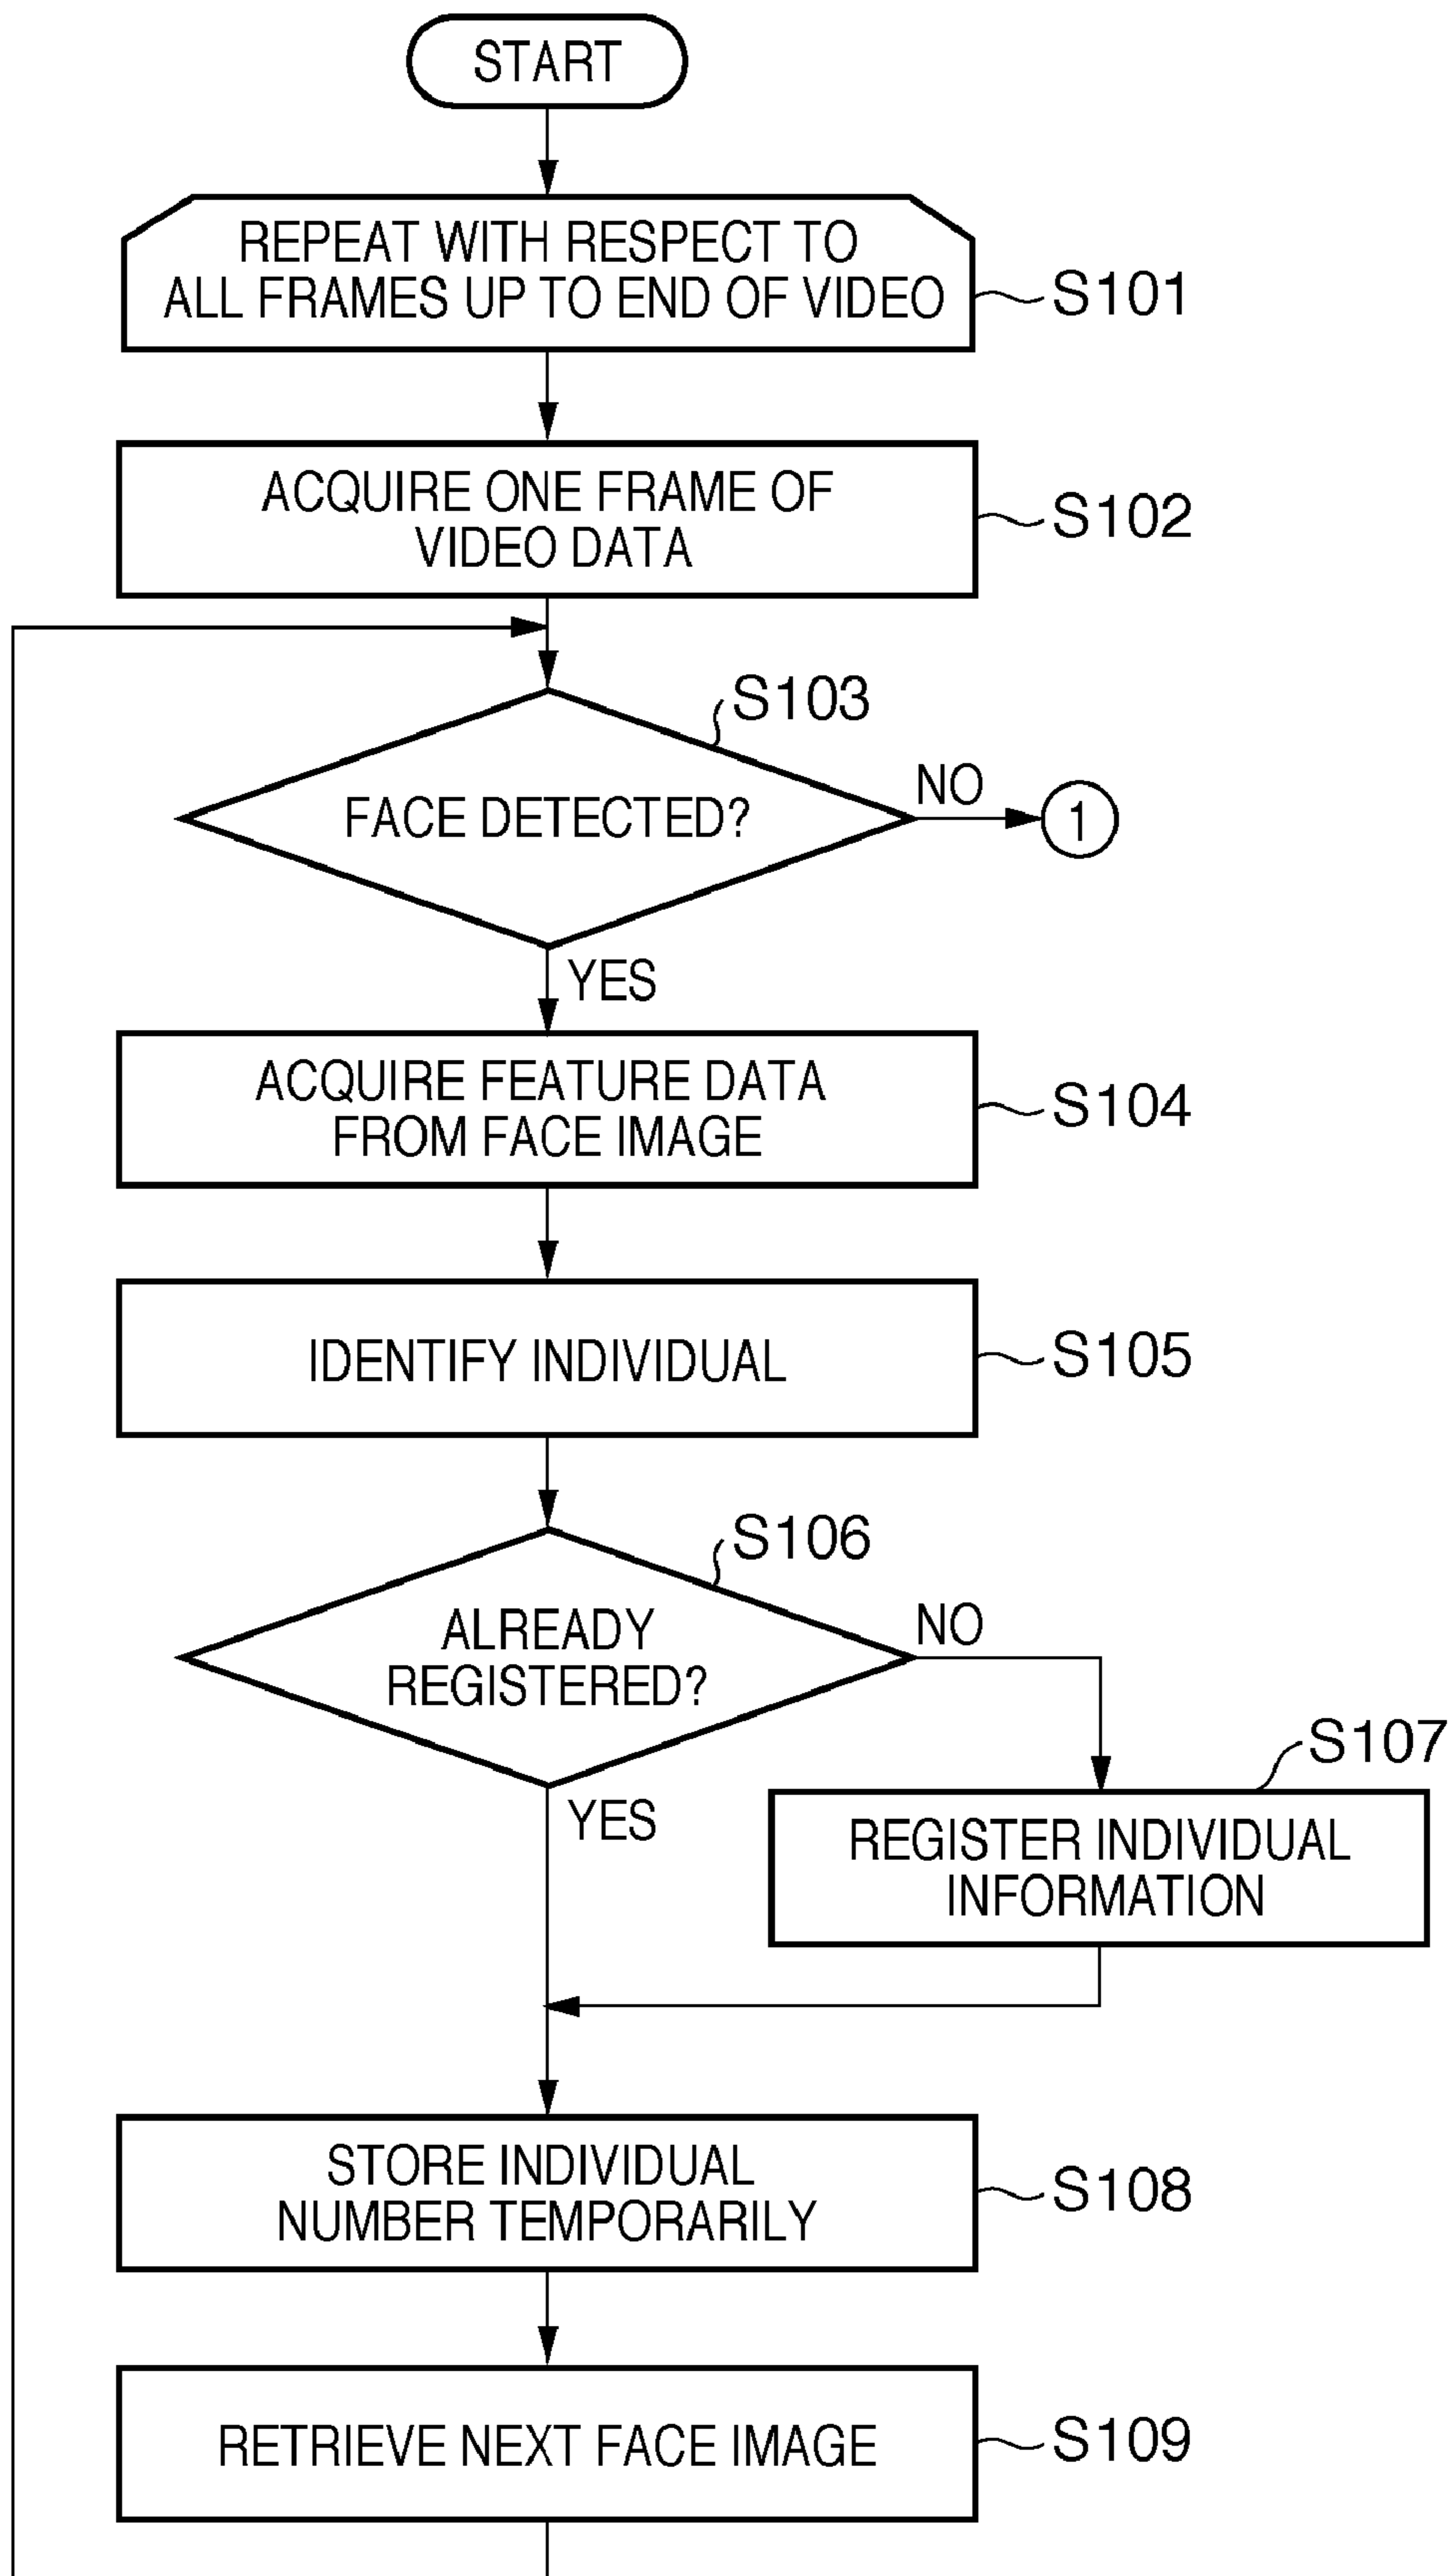 START
REPEAT WITH RESPECT TO
ALL FRAMES UP TO END OF VIDEO
S101
ACQUIRE ONE FRAME OF
VIDEO DATA
S102
S103
FACE DETECTED?
NO
1
YES
ACQUIRE FEATURE DATA
FROM FACE IMAGE
S104
IDENTIFY INDIVIDUAL
S105
S106
ALREADY
REGISTERED?
NO
YES
S107
REGISTER INDIVIDUAL
INFORMATION
STORE INDIVIDUAL
NUMBER TEMPORARILY
S108
RETRIEVE NEXT FACE IMAGE
S109